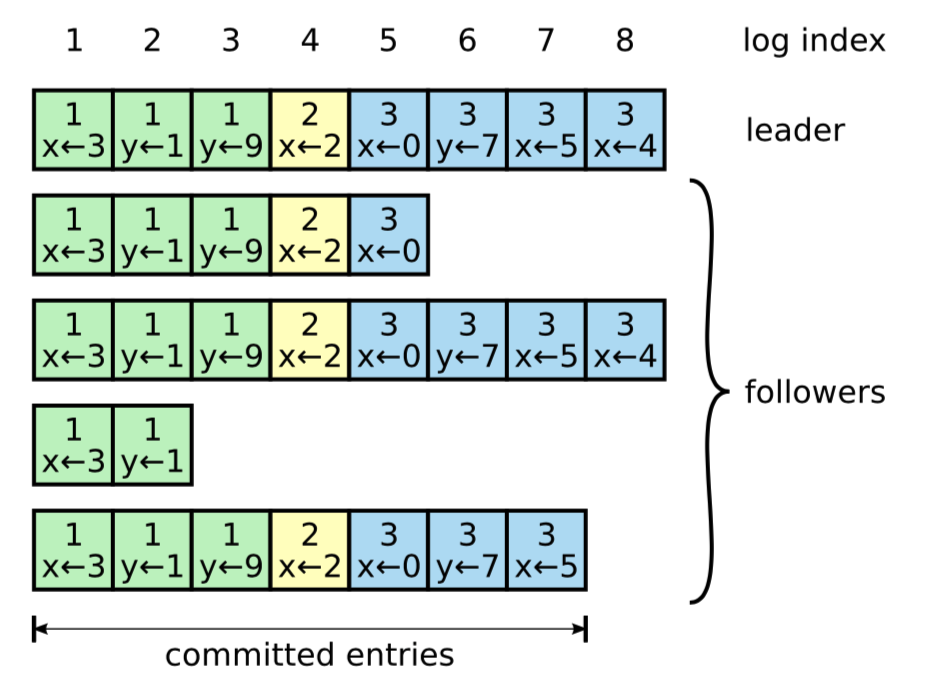 1 2 3 4 5 6 7 8 log index
1 1 1 2 3 3 3 3
x←3 y←1 y←9 x←2 x←0 y←7 x←5 x←4
leader
1 1 1 2 3
x←3 y←1 y←9 x←2 x←0
1 1 1 2 3 3 3 3
x←3 y←1 y←9 x←2 x←0 y←7 x←5 x←4
followers
1 1
x←3 y←1
1 1 1 2 3 3 3
x←3 y←1 y←9 x←2 x←0 y←7 x←5
committed entries